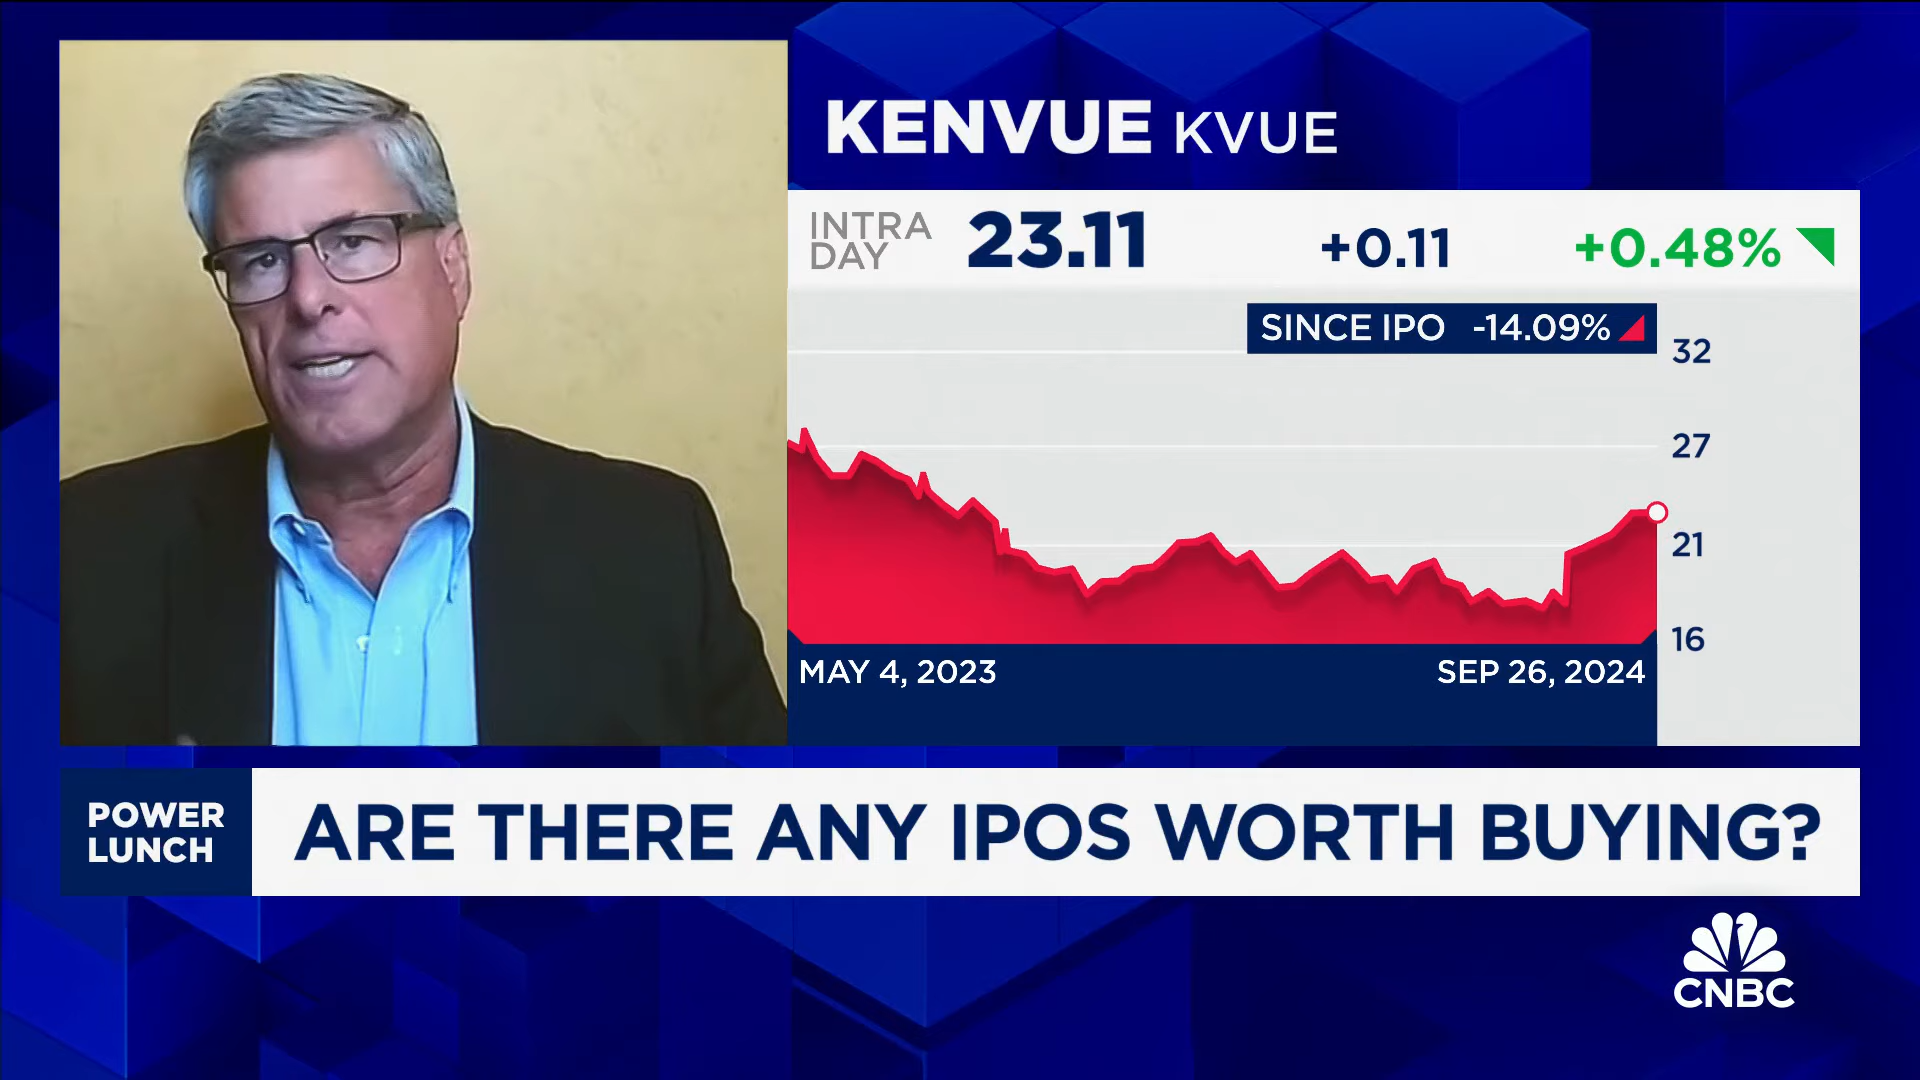 KENVUE KVUE
INTRA
DAY
23.11 +0.11 +0.48%
SINCE IPO -14.09%
32
27
21
16
MAY 4, 2023 SEP 26, 2024
POWER
LUNCH
ARE THERE ANY IPOS WORTH BUYING?
CNBC